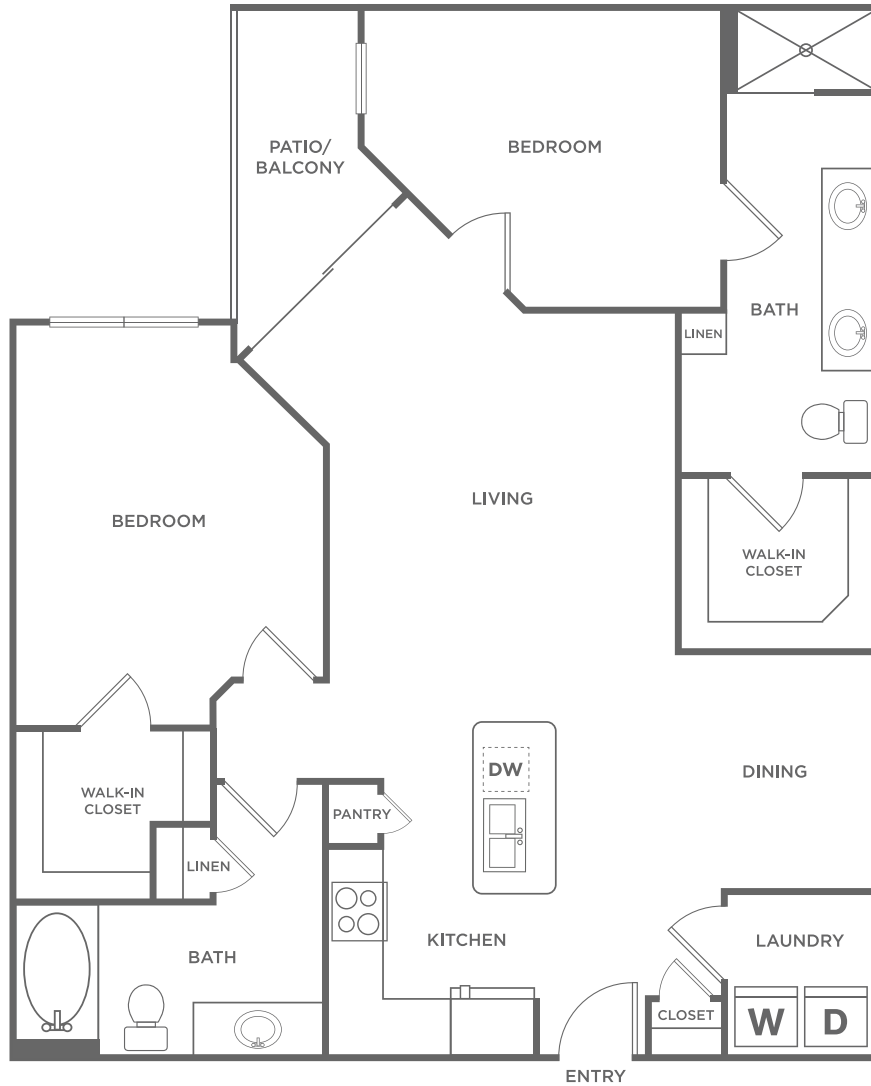 PATIO/
BALCONY
BEDROOM
BATH
LINEN
LIVING
BEDROOM
WALK-IN
CLOSET
DW
DINING
WALK-IN
CLOSET
PANTRY
LINEN
KITCHEN
LAUNDRY
BATH
CLOSET
W
D
ENTRY